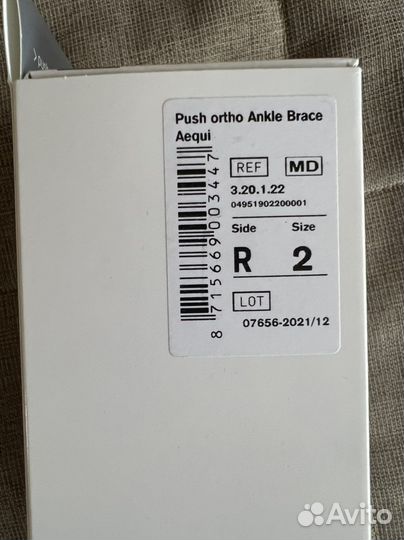 Push ortho Ankle Brace
Aequi
REF MD
3.20.1.22
04951902200001
Side Size
R 2
LOT
07656-2021/12
8 715669 003447
Avito